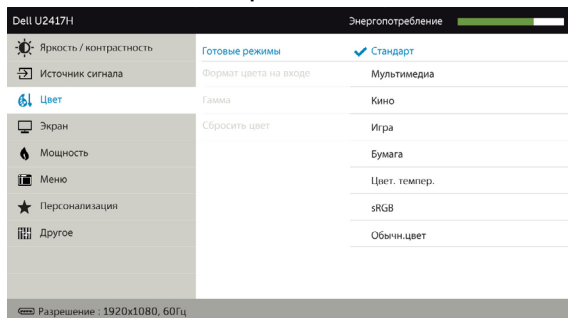 Dell U2417H Энергопотребление
Яркость / контрастность Готовые режимы Стандарт
Источник сигнала Формат цвета на входе Мультимедиа
Цвет Гамма Кино
Экран Сбросить цвет Игра
Мощность Бумага
Меню Цвет. темпер.
Персонализация sRGB
Другое Обычн.цвет
Разрешение : 1920x1080, 60Гц